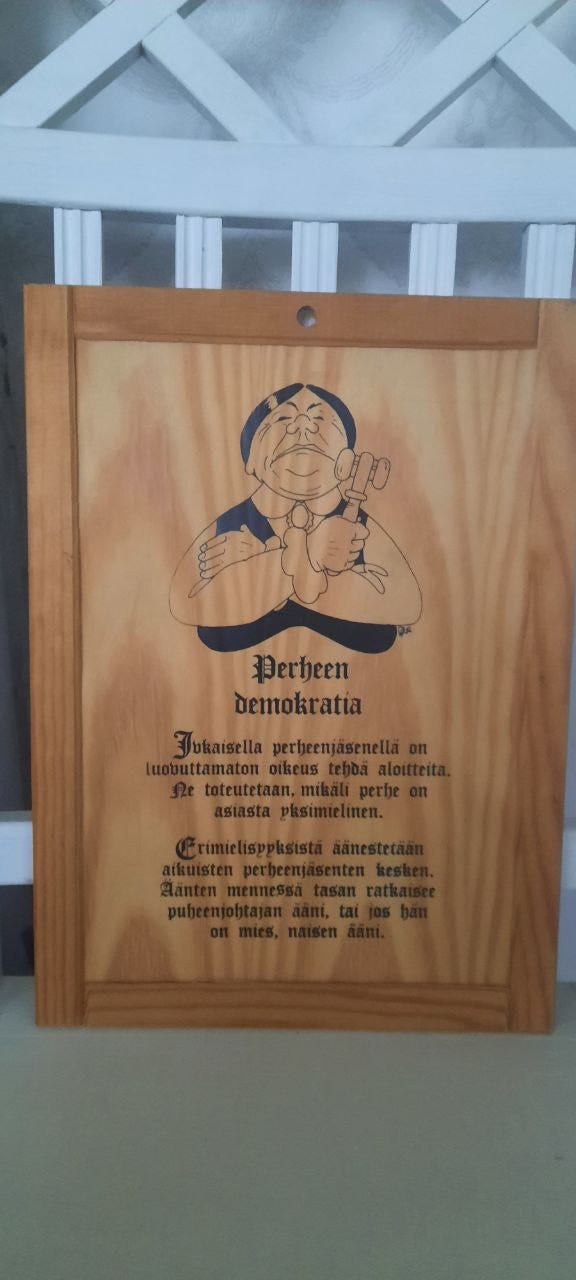 Perheen
demokratia
Jokaisella perheenjäsenellä on
luovuttamaton oikeus tehdä aloitteita.
Ne toteutetaan, mikäli perhe on
asiasta yksimielinen.
Erimielisyyksistä äänestetään
aikuisten perheenjäsenten kesken.
Äänten mennessä tasan ratkaisee
puheenjohtajan ääni, tai jos hän
on mies, naisen ääni.